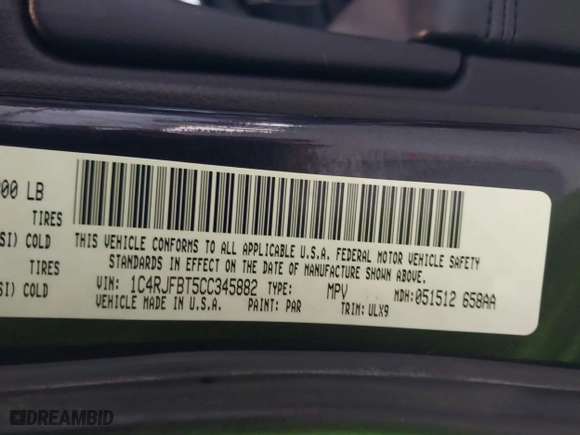 00 LB
TIRES
SI) COLD
TIRES
SI) COLD
THIS VEHICLE CONFORMS TO ALL APPLICABLE U.S.A. FEDERAL MOTOR VEHICLE SAFETY
STANDARDS IN EFFECT ON THE DATE OF MANUFACTURE SHOWN ABOVE.
VIN: 1C4RJFBT5CC345882 TYPE: MPV MDH:051512 658AA
VEHICLE MADE IN U.S.A. PAINT: PAR TRIM: ULX9
DREAMBID